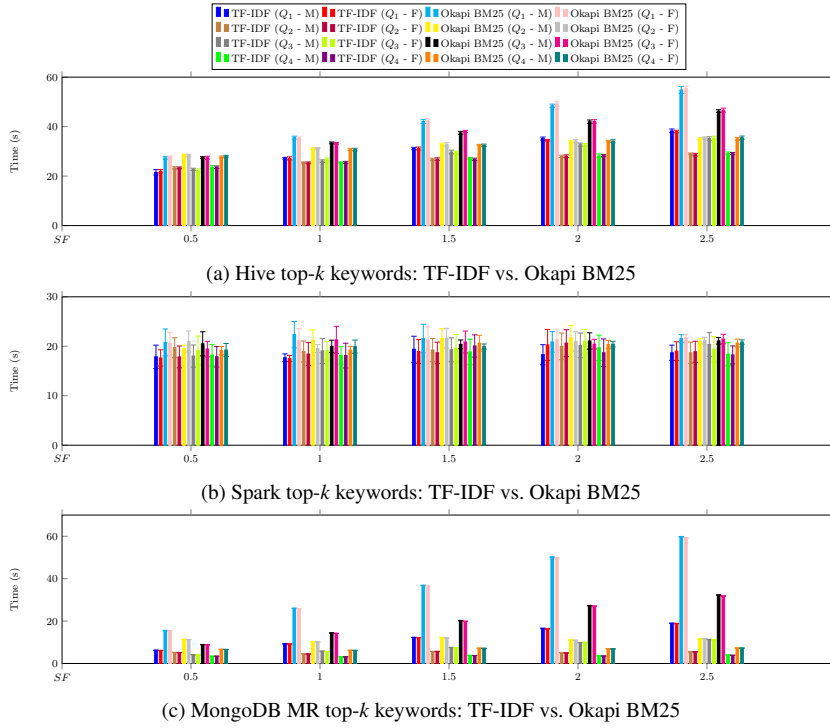 TF-IDF (Q1 - M) TF-IDF (Q1 - F) Okapi BM25 (Q1 - M) Okapi BM25 (Q1 - F)
TF-IDF (Q2 - M) TF-IDF (Q2 - F) Okapi BM25 (Q2 - M) Okapi BM25 (Q2 - F)
TF-IDF (Q3 - M) TF-IDF (Q3 - F) Okapi BM25 (Q3 - M) Okapi BM25 (Q3 - F)
TF-IDF (Q4 - M) TF-IDF (Q4 - F) Okapi BM25 (Q4 - M) Okapi BM25 (Q4 - F)
60
40
20
0
Time (s)
SF 0.5 1 1.5 2 2.5
(a) Hive top-k keywords: TF-IDF vs. Okapi BM25
30
20
10
0
Time (s)
SF 0.5 1 1.5 2 2.5
(b) Spark top-k keywords: TF-IDF vs. Okapi BM25
60
40
20
0
Time (s)
SF 0.5 1 1.5 2 2.5
(c) MongoDB MR top-k keywords: TF-IDF vs. Okapi BM25